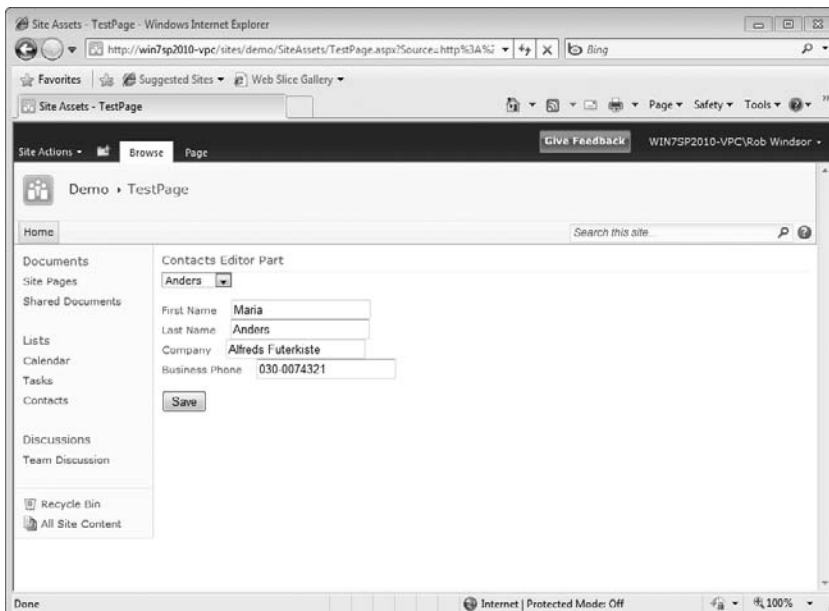 Site Assets - TestPage - Windows Internet Explorer
http://win7sp2010-vpc/sites/demo/SiteAssets/TestPage.aspx?Source=http%3A%2 Bing
Favorites Suggested Sites Web Slice Gallery
Site Assets - TestPage Page Safety Tools
Site Actions Browse Page Give Feedback WIN7SP2010-VPC\Rob Windsor
Demo TestPage
Home Search this site...
Documents
Site Pages
Shared Documents
Lists
Calendar
Tasks
Contacts
Discussions
Team Discussion
Recycle Bin
All Site Content
Contacts Editor Part
Anders
First Name Maria
Last Name Anders
Company Alfreds Futerkiste
Business Phone 030-0074321
Save
Done Internet | Protected Mode: Off 100%